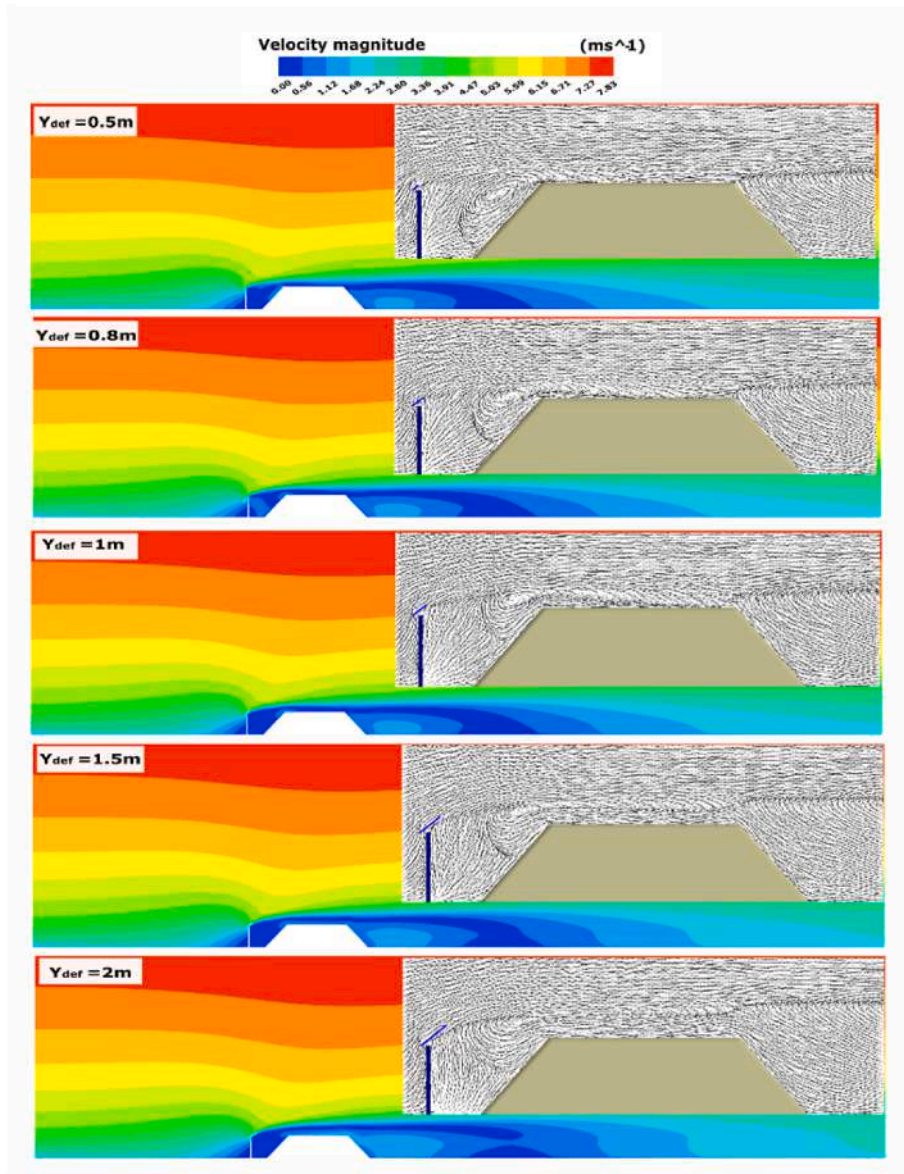 Velocity magnitude (ms^-1)
0.00 0.56 1.12 1.68 2.24 2.80 3.36 3.91 4.47 5.03 5.59 6.15 6.71 7.27 7.83
Ydef =0.5m
Ydef =0.8m
Ydef =1m
Ydef =1.5m
Ydef =2m